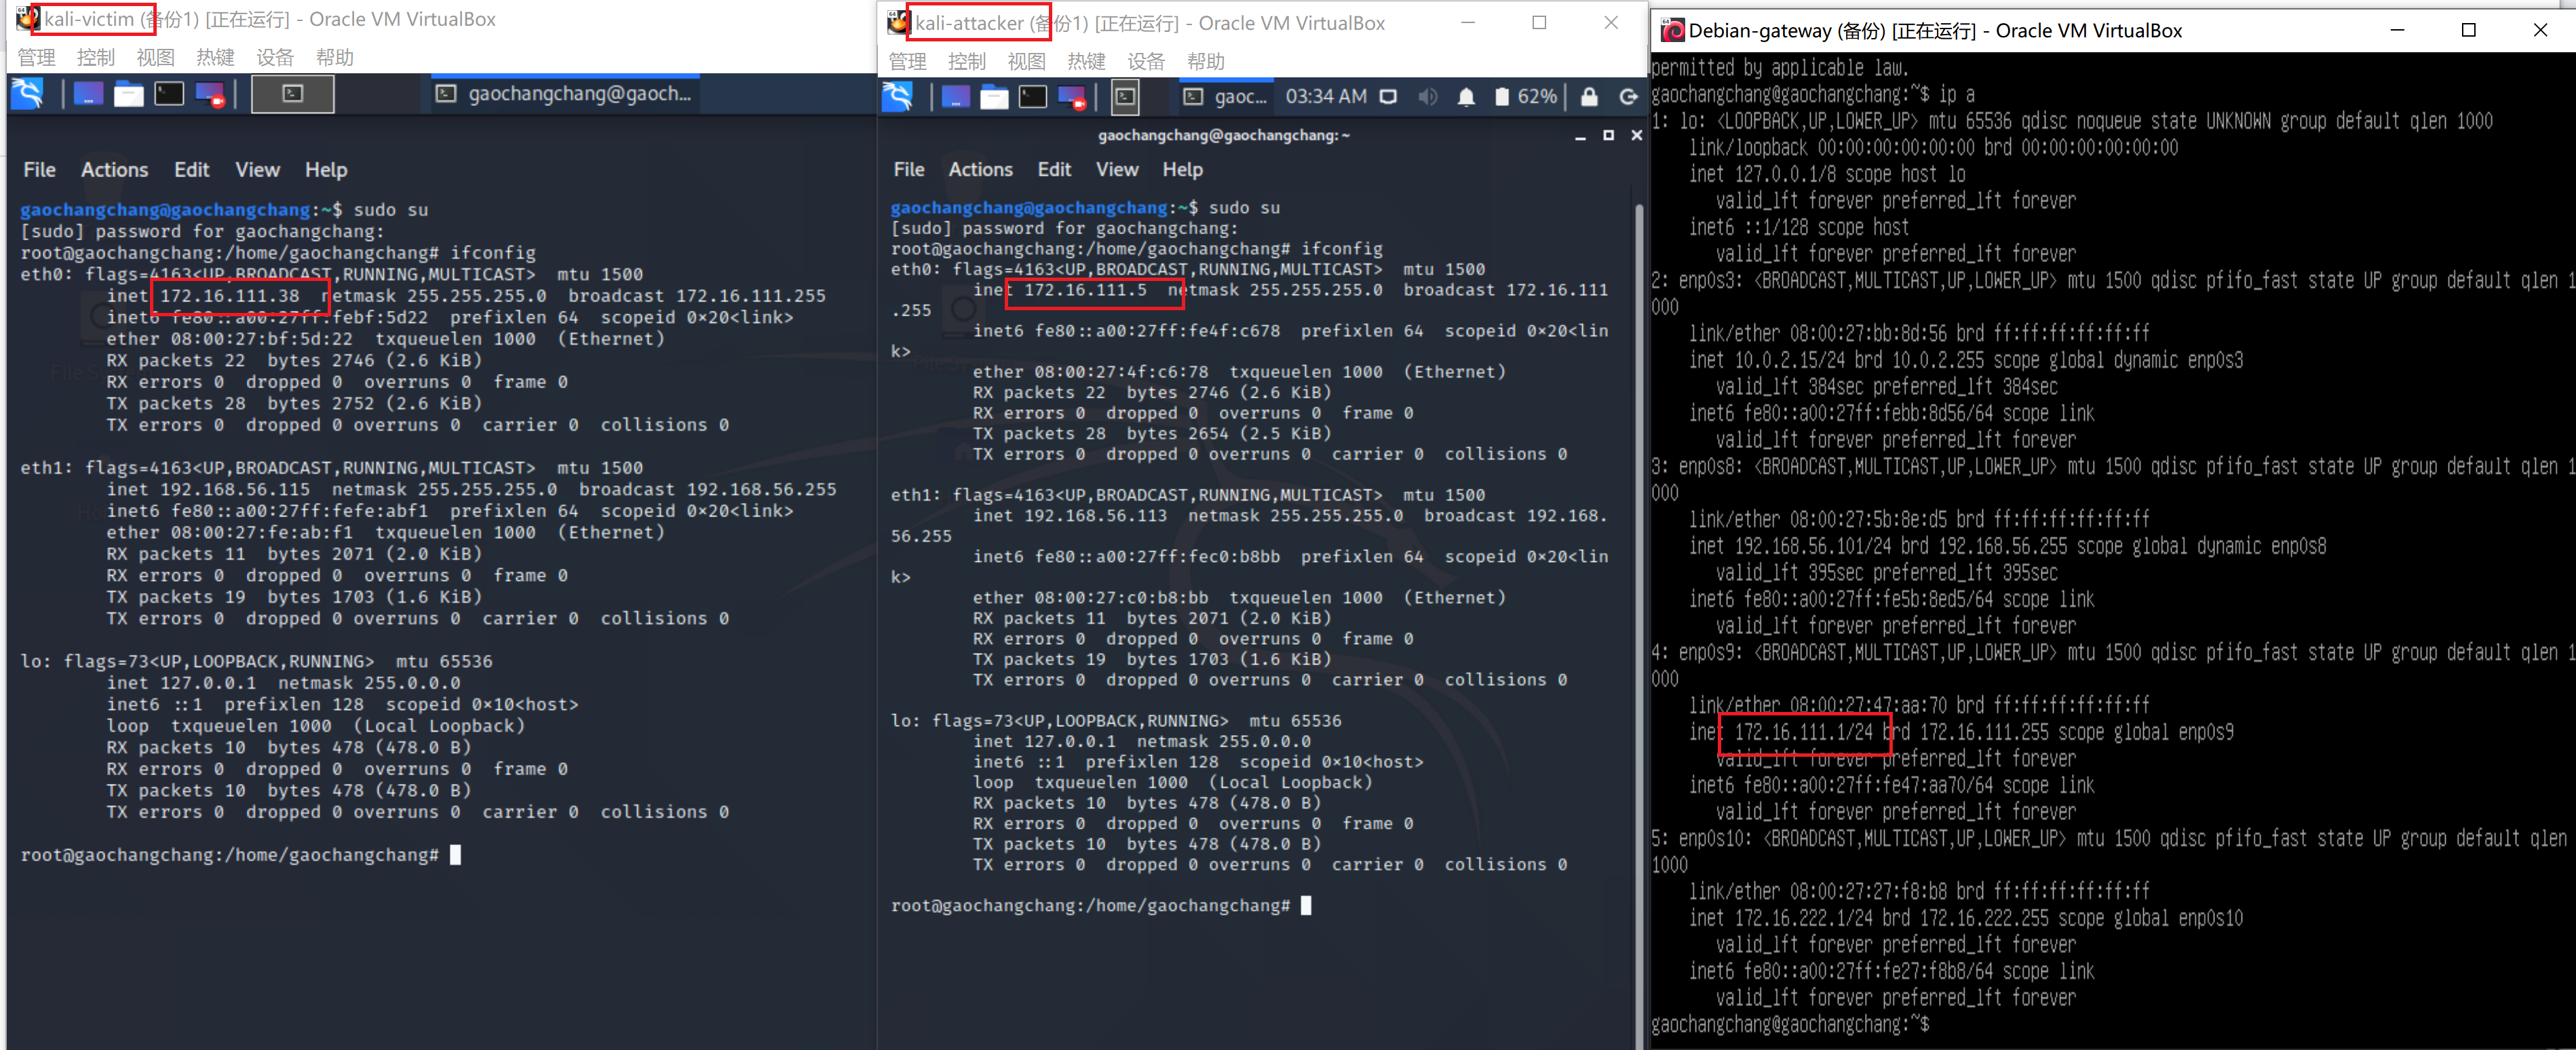 kali-victim (备份1) [正在运行] - Oracle VM VirtualBox
管理 控制 视图 热键 设备 帮助
gaochangchang@gaoch...
File Actions Edit View Help
gaochangchang@gaochangchang:~$ sudo su
[sudo] password for gaochangchang:
root@gaochangchang:/home/gaochangchang# ifconfig
eth0: flags=4163<UP,BROADCAST,RUNNING,MULTICAST>  mtu 1500
inet 172.16.111.38  netmask 255.255.255.0  broadcast 172.16.111.255
inet6 fe80::a00:27ff:febf:5d22  prefixlen 64  scopeid 0×20<link>
ether 08:00:27:bf:5d:22  txqueuelen 1000  (Ethernet)
RX packets 22  bytes 2746 (2.6 KiB)
RX errors 0  dropped 0  overruns 0  frame 0
TX packets 28  bytes 2752 (2.6 KiB)
TX errors 0  dropped 0 overruns 0  carrier 0  collisions 0
eth1: flags=4163<UP,BROADCAST,RUNNING,MULTICAST>  mtu 1500
inet 192.168.56.115  netmask 255.255.255.0  broadcast 192.168.56.255
inet6 fe80::a00:27ff:fefe:abf1  prefixlen 64  scopeid 0×20<link>
ether 08:00:27:fe:ab:f1  txqueuelen 1000  (Ethernet)
RX packets 11  bytes 2071 (2.0 KiB)
RX errors 0  dropped 0  overruns 0  frame 0
TX packets 19  bytes 1703 (1.6 KiB)
TX errors 0  dropped 0 overruns 0  carrier 0  collisions 0
lo: flags=73<UP,LOOPBACK,RUNNING>  mtu 65536
inet 127.0.0.1  netmask 255.0.0.0
inet6 ::1  prefixlen 128  scopeid 0×10<host>
loop  txqueuelen 1000  (Local Loopback)
RX packets 10  bytes 478 (478.0 B)
RX errors 0  dropped 0  overruns 0  frame 0
TX packets 10  bytes 478 (478.0 B)
TX errors 0  dropped 0 overruns 0  carrier 0  collisions 0
root@gaochangchang:/home/gaochangchang#
kali-attacker (备份1) [正在运行] - Oracle VM VirtualBox
管理 控制 视图 热键 设备 帮助
gaoc... 03:34 AM 62%
gaochangchang@gaochangchang:~
File Actions Edit View Help
gaochangchang@gaochangchang:~$ sudo su
[sudo] password for gaochangchang:
root@gaochangchang:/home/gaochangchang# ifconfig
eth0: flags=4163<UP,BROADCAST,RUNNING,MULTICAST>  mtu 1500
inet 172.16.111.5  netmask 255.255.255.0  broadcast 172.16.111
.255
inet6 fe80::a00:27ff:fe4f:c678  prefixlen 64  scopeid 0×20<lin
k>
ether 08:00:27:4f:c6:78  txqueuelen 1000  (Ethernet)
RX packets 22  bytes 2746 (2.6 KiB)
RX errors 0  dropped 0  overruns 0  frame 0
TX packets 28  bytes 2654 (2.5 KiB)
TX errors 0  dropped 0 overruns 0  carrier 0  collisions 0
eth1: flags=4163<UP,BROADCAST,RUNNING,MULTICAST>  mtu 1500
inet 192.168.56.113  netmask 255.255.255.0  broadcast 192.168.
56.255
inet6 fe80::a00:27ff:fec0:b8bb  prefixlen 64  scopeid 0×20<lin
k>
ether 08:00:27:c0:b8:bb  txqueuelen 1000  (Ethernet)
RX packets 11  bytes 2071 (2.0 KiB)
RX errors 0  dropped 0  overruns 0  frame 0
TX packets 19  bytes 1703 (1.6 KiB)
TX errors 0  dropped 0 overruns 0  carrier 0  collisions 0
lo: flags=73<UP,LOOPBACK,RUNNING>  mtu 65536
inet 127.0.0.1  netmask 255.0.0.0
inet6 ::1  prefixlen 128  scopeid 0×10<host>
loop  txqueuelen 1000  (Local Loopback)
RX packets 10  bytes 478 (478.0 B)
RX errors 0  dropped 0  overruns 0  frame 0
TX packets 10  bytes 478 (478.0 B)
TX errors 0  dropped 0 overruns 0  carrier 0  collisions 0
root@gaochangchang:/home/gaochangchang#
Debian-gateway (备份) [正在运行] - Oracle VM VirtualBox
permitted by applicable law.
gaochangchang@gaochangchang:~$ ip a
1: lo: <LOOPBACK,UP,LOWER_UP> mtu 65536 qdisc noqueue state UNKNOWN group default qlen 1000
link/loopback 00:00:00:00:00:00 brd 00:00:00:00:00:00
inet 127.0.0.1/8 scope host lo
valid_lft forever preferred_lft forever
inet6 ::1/128 scope host
valid_lft forever preferred_lft forever
2: enp0s3: <BROADCAST,MULTICAST,UP,LOWER_UP> mtu 1500 qdisc pfifo_fast state UP group default qlen 1
000
link/ether 08:00:27:bb:8d:56 brd ff:ff:ff:ff:ff:ff
inet 10.0.2.15/24 brd 10.0.2.255 scope global dynamic enp0s3
valid_lft 384sec preferred_lft 384sec
inet6 fe80::a00:27ff:febb:8d56/64 scope link
valid_lft forever preferred_lft forever
3: enp0s8: <BROADCAST,MULTICAST,UP,LOWER_UP> mtu 1500 qdisc pfifo_fast state UP group default qlen 1
000
link/ether 08:00:27:5b:8e:d5 brd ff:ff:ff:ff:ff:ff
inet 192.168.56.101/24 brd 192.168.56.255 scope global dynamic enp0s8
valid_lft 395sec preferred_lft 395sec
inet6 fe80::a00:27ff:fe5b:8ed5/64 scope link
valid_lft forever preferred_lft forever
4: enp0s9: <BROADCAST,MULTICAST,UP,LOWER_UP> mtu 1500 qdisc pfifo_fast state UP group default qlen 1
000
link/ether 08:00:27:47:aa:70 brd ff:ff:ff:ff:ff:ff
inet 172.16.111.1/24 brd 172.16.111.255 scope global enp0s9
valid_lft forever preferred_lft forever
inet6 fe80::a00:27ff:fe47:aa70/64 scope link
valid_lft forever preferred_lft forever
5: enp0s10: <BROADCAST,MULTICAST,UP,LOWER_UP> mtu 1500 qdisc pfifo_fast state UP group default qlen
1000
link/ether 08:00:27:27:f8:b8 brd ff:ff:ff:ff:ff:ff
inet 172.16.222.1/24 brd 172.16.222.255 scope global enp0s10
valid_lft forever preferred_lft forever
inet6 fe80::a00:27ff:fe27:f8b8/64 scope link
valid_lft forever preferred_lft forever
gaochangchang@gaochangchang:~$